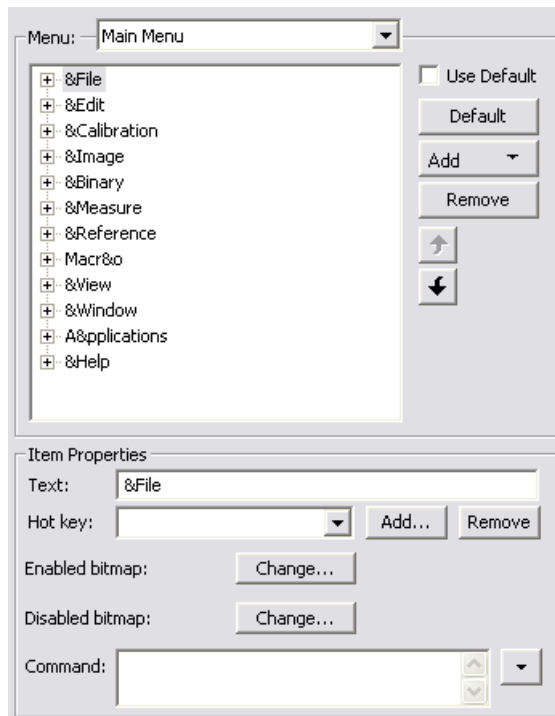 Menu: Main Menu
&File
&Edit
&Calibration
&Image
&Binary
&Measure
&Reference
Macr&o
&View
&Window
A&pplications
&Help
Use Default
Default
Add
Remove
Item Properties
Text: &File
Hot key: Add... Remove
Enabled bitmap: Change...
Disabled bitmap: Change...
Command: